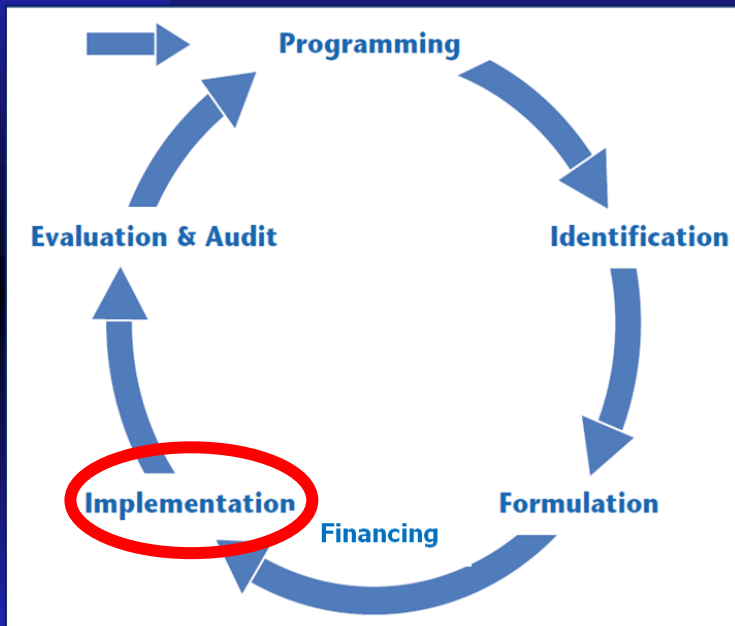 Programming
Identification
Formulation
Financing
Implementation
Evaluation & Audit